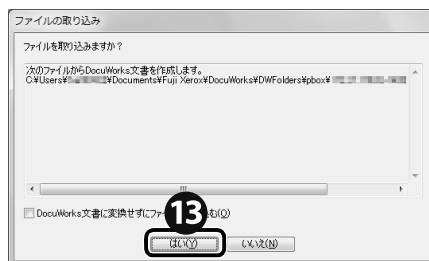 ファイルの取り込み
ファイルを取り込みますか？
次のファイルからDocuWorks文書を作成します。
C:¥Users¥ ¥Documents¥Fuji Xerox¥DocuWorks¥DWFolders¥pbox¥
DocuWorks文書に変換せずにファ む(O)
13
はい(Y) いいえ(N)